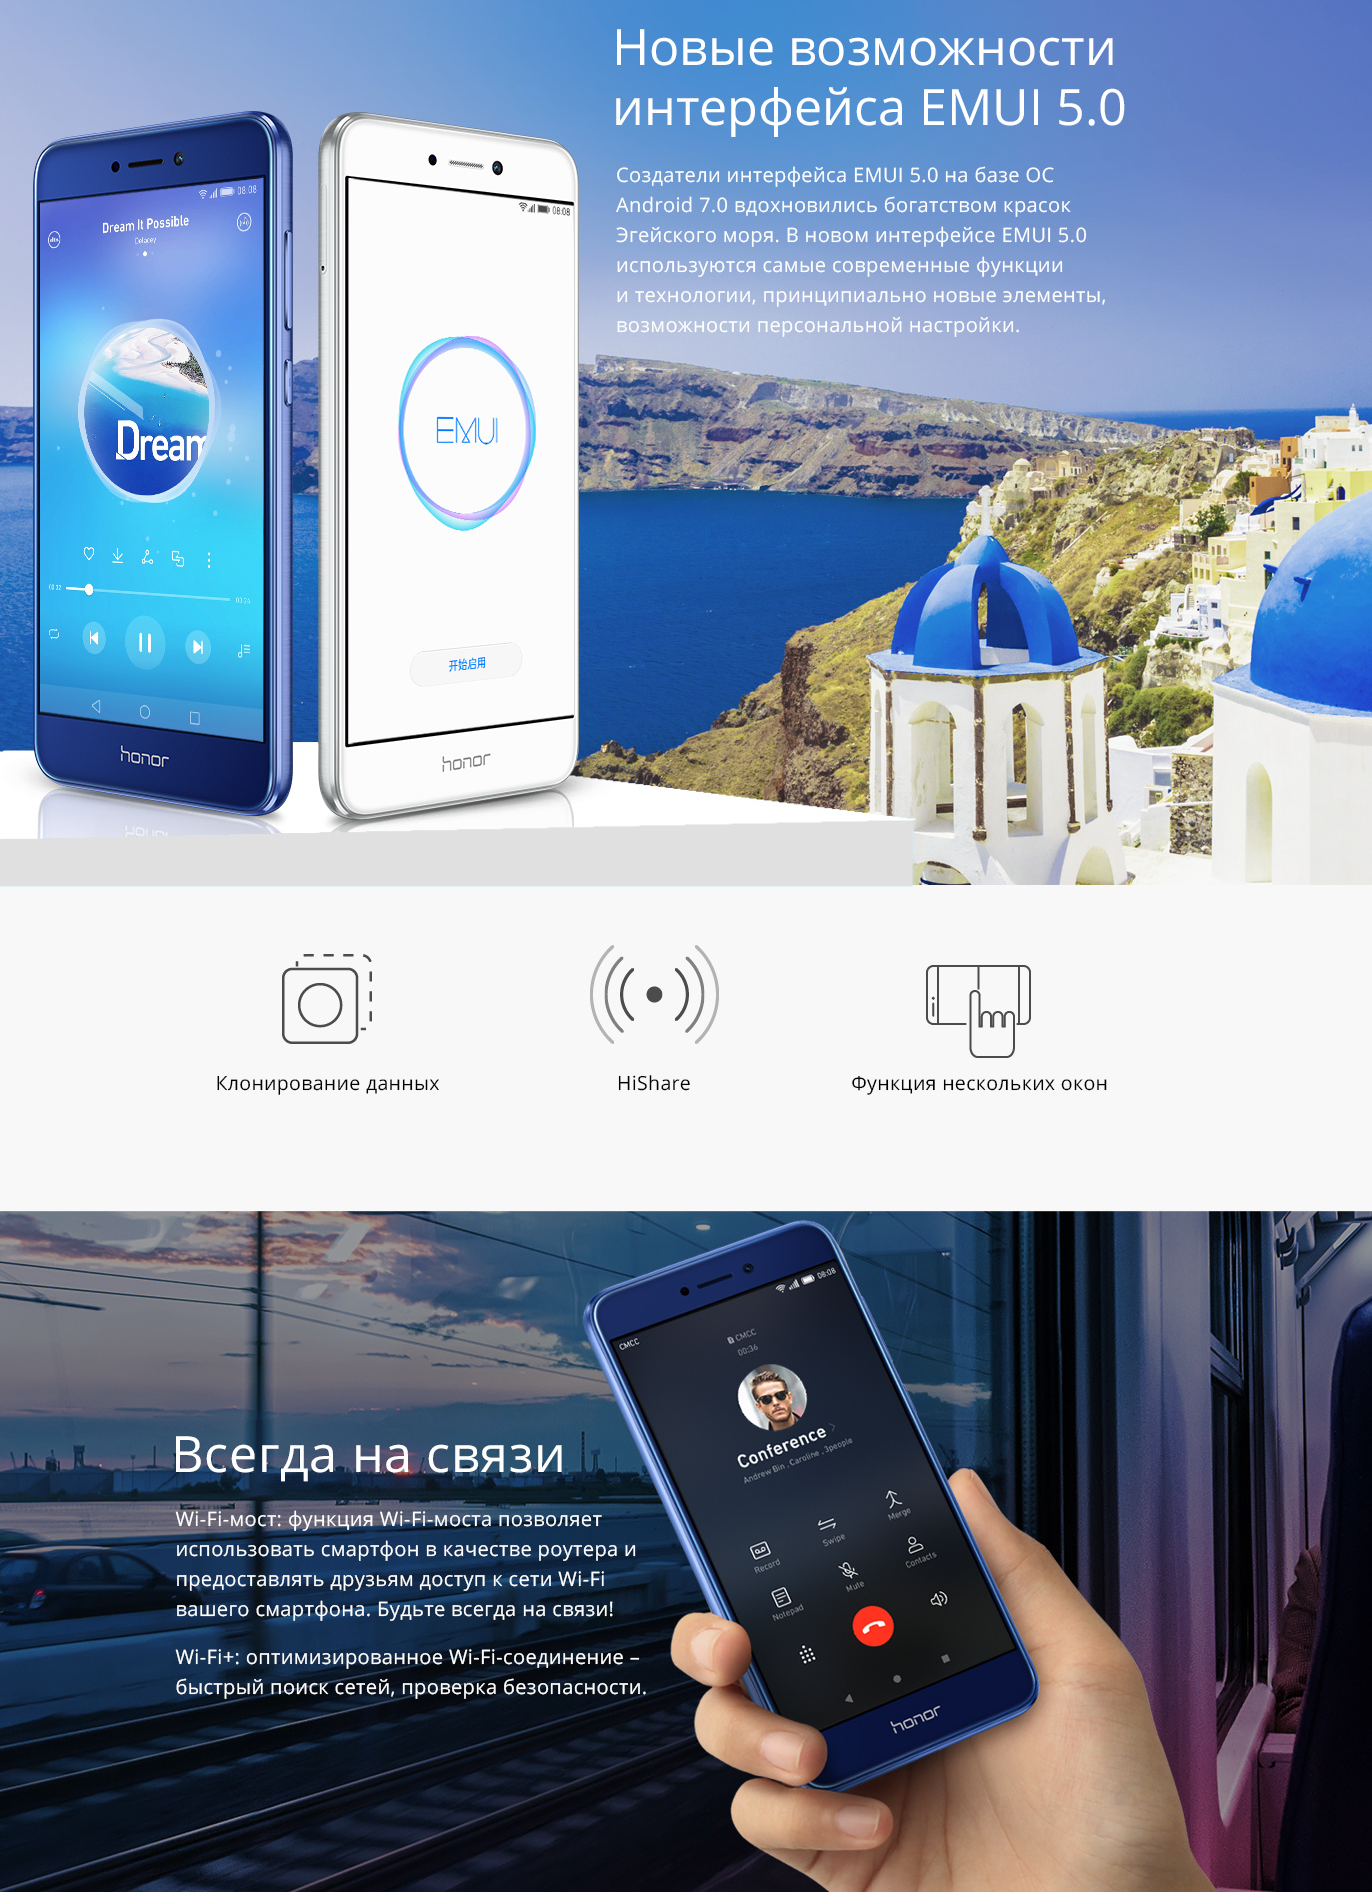 Новые возможности
интерфейса EMUI 5.0
Создатели интерфейса EMUI 5.0 на базе ОС
Android 7.0 вдохновились богатством красок
Эгейского моря. В новом интерфейсе EMUI 5.0
используются самые современные функции
и технологии, принципиально новые элементы,
возможности персональной настройки.
08:08
Dream It Possible
Delacey
Dream
00:32
honor
08:08
EMUI
开始启用
honor
Клонирование данных
HiShare
Функция нескольких окон
Всегда на связи
Wi-Fi-мост: функция Wi-Fi-моста позволяет
использовать смартфон в качестве роутера и
предоставлять друзьям доступ к сети Wi-Fi
вашего смартфона. Будьте всегда на связи!
Wi-Fi+: оптимизированное Wi-Fi-соединение –
быстрый поиск сетей, проверка безопасности.
08:08
CMCC
CMCC
00:36
Conference
Andrew Bin . Caroline . 3people
Record
Swipe
Merge
Notepad
Mute
Contacts
honor